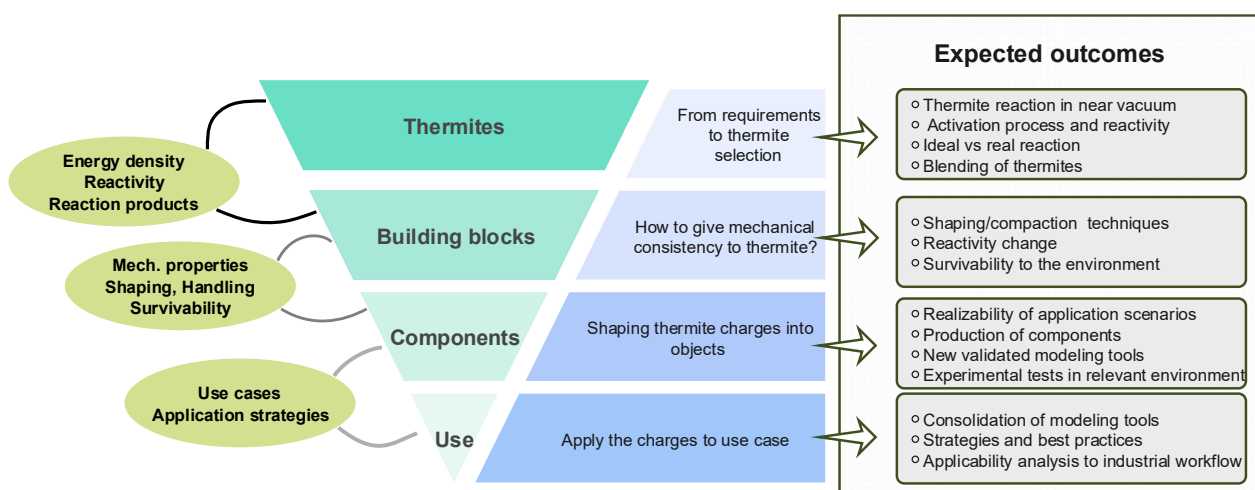 Expected outcomes
Thermites
From requirements
to thermite
selection
Thermite reaction in near vacuum
Activation process and reactivity
Ideal vs real reaction
Blending of thermites
Energy density
Reactivity
Reaction products
Building blocks
How to give mechanical
consistency to thermite?
Shaping/compaction techniques
Reactivity change
Survivability to the environment
Mech. properties
Shaping, Handling
Survivability
Components
Shaping thermite charges into
objects
Realizability of application scenarios
Production of components
New validated modeling tools
Experimental tests in relevant environment
Use cases
Application strategies
Use
Apply the charges to use case
Consolidation of modeling tools
Strategies and best practices
Applicability analysis to industrial workflow